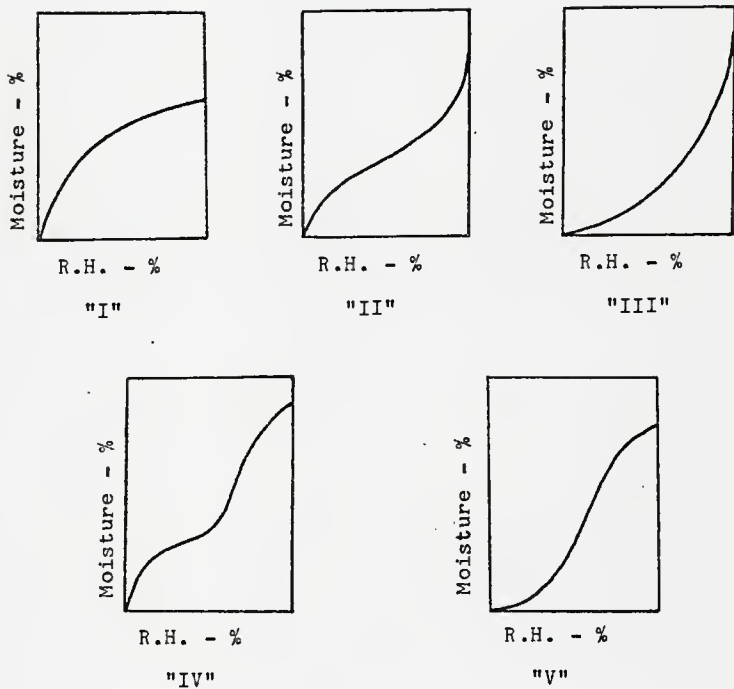 Moisture - %
R.H. - %
"I"
Moisture - %
R.H. - %
"II"
Moisture - %
R.H. - %
"III"
Moisture - %
R.H. - %
"IV"
Moisture - %
R.H. - %
"V"